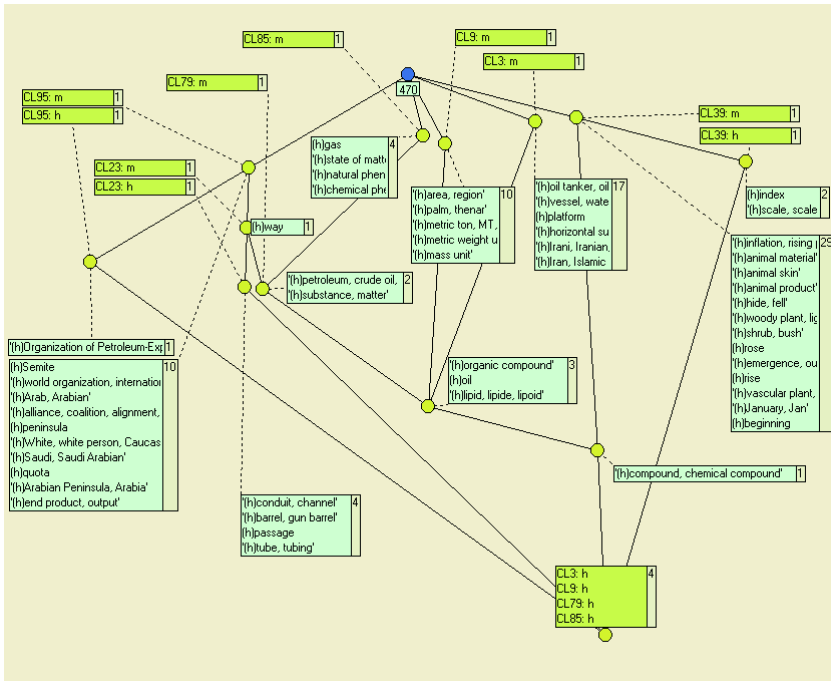 CL85: m 1
CL9: m 1
CL3: m 1
CL79: m 1
470
CL95: m 1
CL95: h 1
CL39: m 1
CL39: h 1
CL23: m 1
CL23: h 1
(h)gas 4
'(h)state of matt
'(h)natural phen
'(h)chemical phe
'(h)area, region' 10
'(h)palm, thenar'
'(h)metric ton, MT,
'(h)metric weight u
'(h)mass unit'
'(h)oil tanker, oil 17
'(h)vessel, wate
(h)platform
'(h)horizontal su
'(h)Irani, Iranian,
'(h)Iran, Islamic
(h)index 2
'(h)scale, scale
(h)way 1
'(h)inflation, rising 29
'(h)animal material'
'(h)animal skin'
'(h)animal product'
'(h)hide, fell'
'(h)woody plant, lig
'(h)shrub, bush'
(h)rose
'(h)emergence, ou
(h)rise
'(h)vascular plant,
'(h)January, Jan'
(h)beginning
'(h)petroleum, crude oil, 2
'(h)substance, matter'
'(h)Organization of Petroleum-Exp 1
(h)Semite 10
'(h)world organization, internation
'(h)Arab, Arabian'
'(h)alliance, coalition, alignment,
(h)peninsula
'(h)White, white person, Caucas
'(h)Saudi, Saudi Arabian'
(h)quota
'(h)Arabian Peninsula, Arabia'
'(h)end product, output'
'(h)organic compound' 3
(h)oil
'(h)lipid, lipide, lipoid'
'(h)compound, chemical compound' 1
'(h)conduit, channel' 4
'(h)barrel, gun barrel'
(h)passage
'(h)tube, tubing'
CL3: h 4
CL9: h
CL79: h
CL85: h